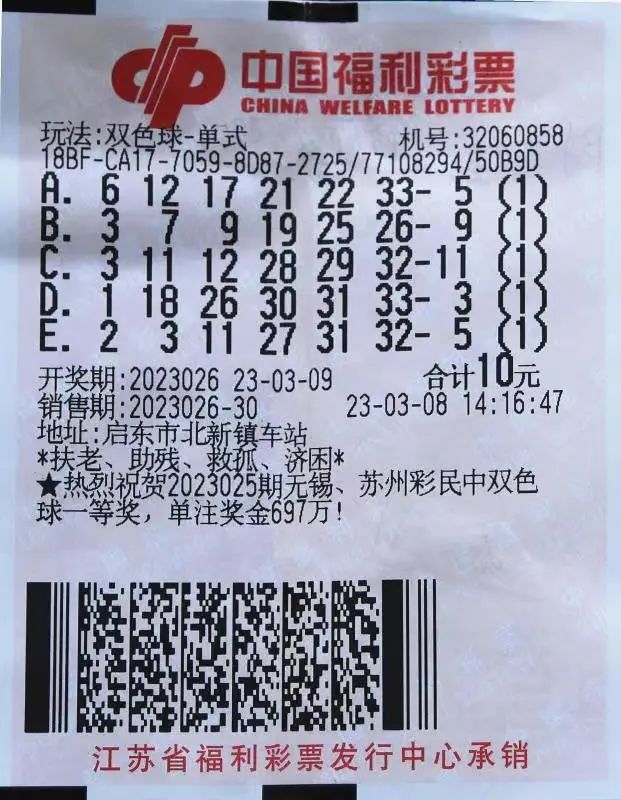 中国福利彩票
CHINA WELFARE LOTTERY
玩法:双色球-单式 机号:32060858
18BF-CA17-7059-8D87-2725/77108294/50B9D
A. 6 12 17 21 22 33- 5 (1)
B. 3 7 9 19 25 26- 9 (1)
C. 3 11 12 28 29 32-11 (1)
D. 1 18 26 30 31 33- 3 (1)
E. 2 3 11 27 31 32- 5 (1)
开奖期:2023026 23-03-09 合计10元
销售期:2023026-30 23-03-08 14:16:47
地址:启东市北新镇车站
*扶老、助残、救孤、济困*
★热烈祝贺2023025期无锡、苏州彩民中双色
球一等奖，单注奖金697万!
江苏省福利彩票发行中心承销